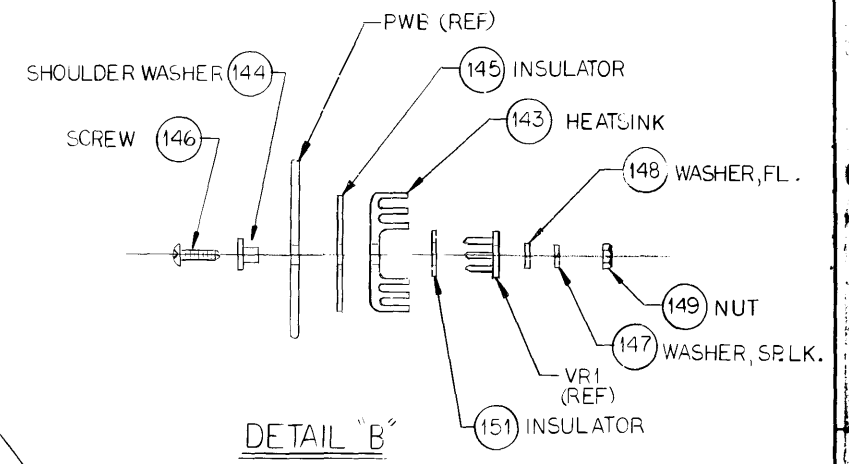 PWB (REF)
SHOULDER WASHER 144
145 INSULATOR
SCREW 146
143 HEATSINK
148 WASHER, FL.
149 NUT
147 WASHER, SP.LK.
VR1
(REF)
151 INSULATOR
DETAIL "B"